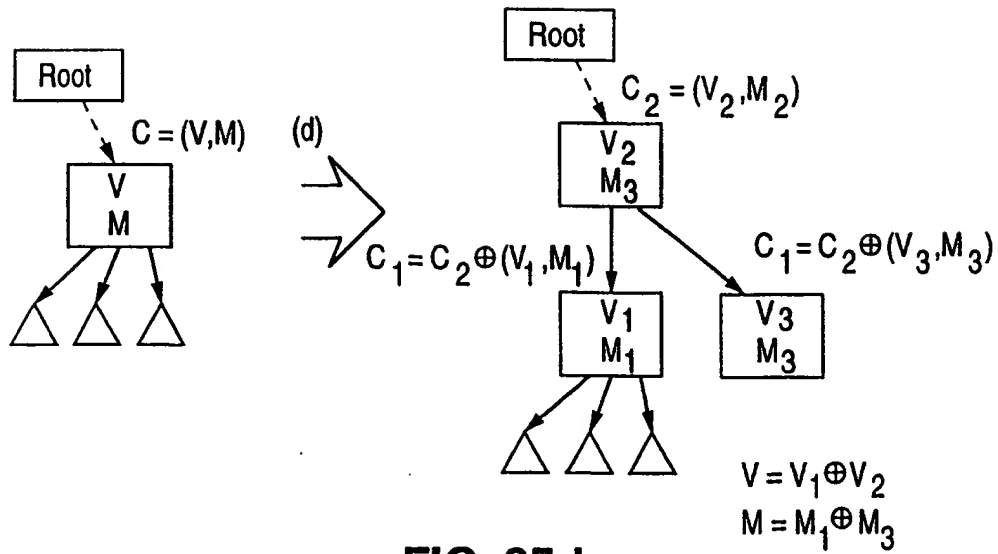 Root
C = (V,M)
V
M
(d)
Root
C₂ = (V₂,M₂)
V₂
M₃
C₁ = C₂⊕(V₁,M₁)
C₁ = C₂⊕(V₃,M₃)
V₁
M₁
V₃
M₃
V = V₁⊕V₂
M = M₁⊕M₃